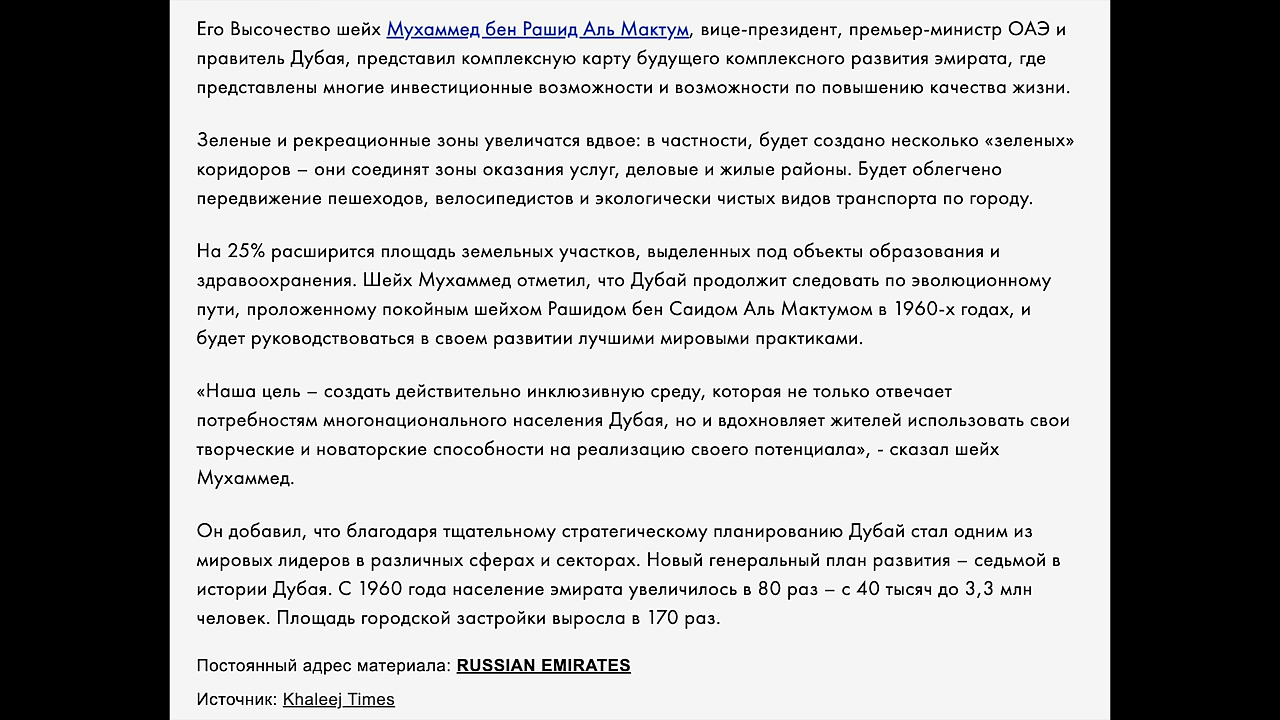 Его Высочество шейх Мухаммед бен Рашид Аль Мактум, вице-президент, премьер-министр ОАЭ и
правитель Дубая, представил комплексную карту будущего комплексного развития эмирата, где
представлены многие инвестиционные возможности и возможности по повышению качества жизни.
Зеленые и рекреационные зоны увеличатся вдвое: в частности, будет создано несколько «зеленых»
коридоров – они соединят зоны оказания услуг, деловые и жилые районы. Будет облегчено
передвижение пешеходов, велосипедистов и экологически чистых видов транспорта по городу.
На 25% расширится площадь земельных участков, выделенных под объекты образования и
здравоохранения. Шейх Мухаммед отметил, что Дубай продолжит следовать по эволюционному
пути, проложенному покойным шейхом Рашидом бен Саидом Аль Мактумом в 1960-х годах, и
будет руководствоваться в своем развитии лучшими мировыми практиками.
«Наша цель – создать действительно инклюзивную среду, которая не только отвечает
потребностям многонационального населения Дубая, но и вдохновляет жителей использовать свои
творческие и новаторские способности на реализацию своего потенциала», - сказал шейх
Мухаммед.
Он добавил, что благодаря тщательному стратегическому планированию Дубай стал одним из
мировых лидеров в различных сферах и секторах. Новый генеральный план развития – седьмой в
истории Дубая. С 1960 года население эмирата увеличилось в 80 раз – с 40 тысяч до 3,3 млн
человек. Площадь городской застройки выросла в 170 раз.
Постоянный адрес материала: RUSSIAN EMIRATES
Источник: Khaleej Times